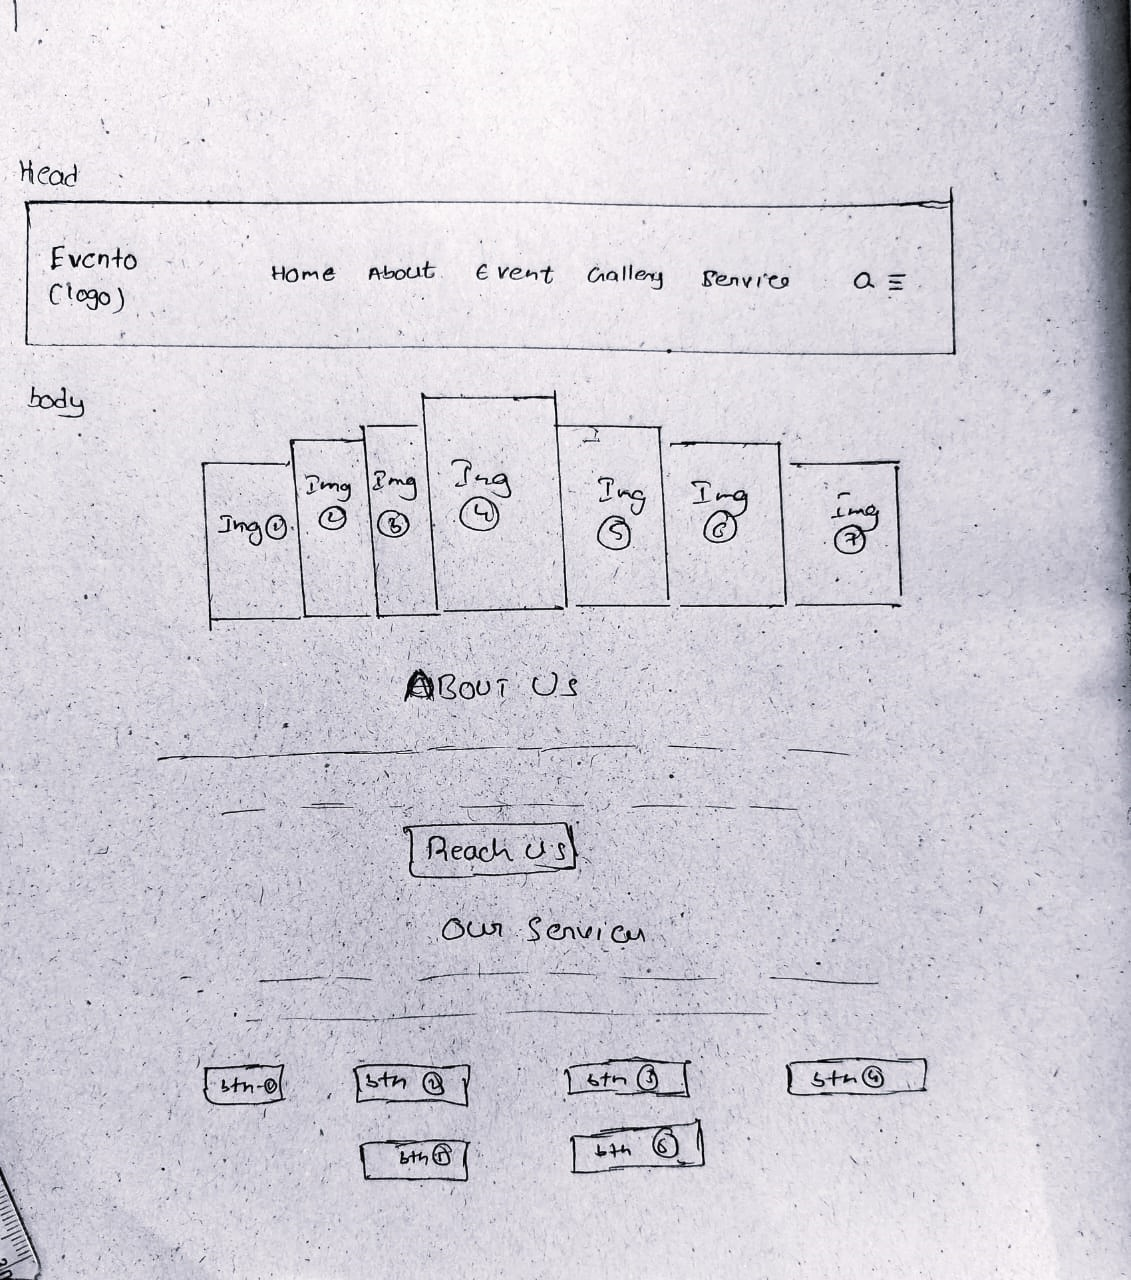 Head
Evento
(logo)
Home About Event Gallery Service
body
Img ①
Img ②
Img ③
Img ④
Img ⑤
Img ⑥
Img ⑦
ABOUT US
Reach Us
Our Services
btn-① btn ② btn ③ btn ④
btn ⑤ btn ⑥